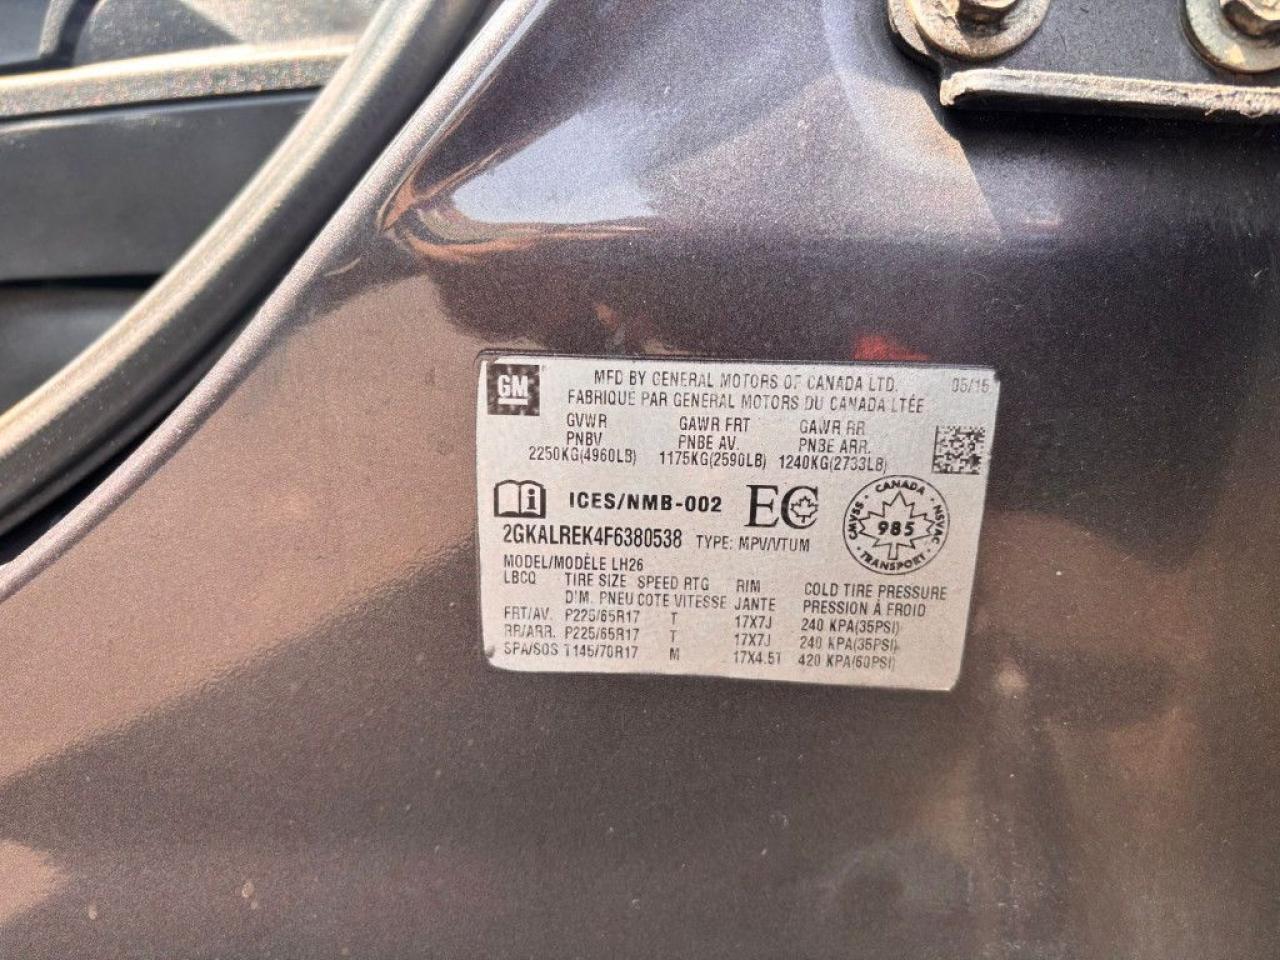 GM
MFD BY GENERAL MOTORS OF CANADA LTD. 05/15
FABRIQUE PAR GENERAL MOTORS DU CANADA LTÉE
GVWR GAWR FRT GAWR RR
PNBV PNBE AV. PNBE ARR.
2250KG(4960LB) 1175KG(2590LB) 1240KG(2733LB)
ICES/NMB-002 EC
CANADA CMVSS 985 NSVAC TRANSPORT
2GKALREK4F6380538 TYPE: MPV/VTUM
MODEL/MODÈLE LH26
LBCQ TIRE SIZE SPEED RTG RIM COLD TIRE PRESSURE
D'M. PNEU COTE VITESSE JANTE PRESSION À FROID
FRT/AV. P225/65R17 T 17X7J 240 KPA(35PSI)
RR/ARR. P225/65R17 T 17X7J 240 KPA(35PSI)
SPA/SOS T145/70R17 M 17X4.5T 420 KPA(60PSI)